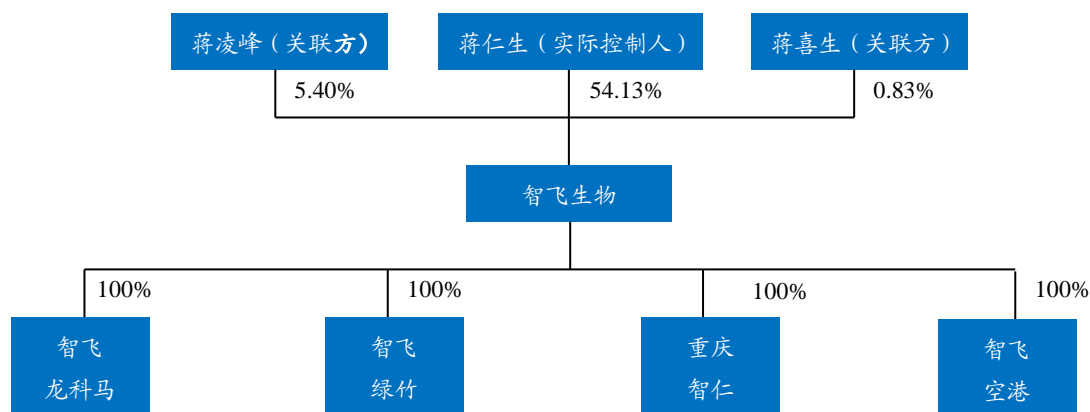 蒋凌峰（关联方）
蒋仁生（实际控制人）
蒋喜生（关联方）
5.40%
54.13%
0.83%
智飞生物
100%
100%
100%
100%
智飞
龙科马
智飞
绿竹
重庆
智仁
智飞
空港